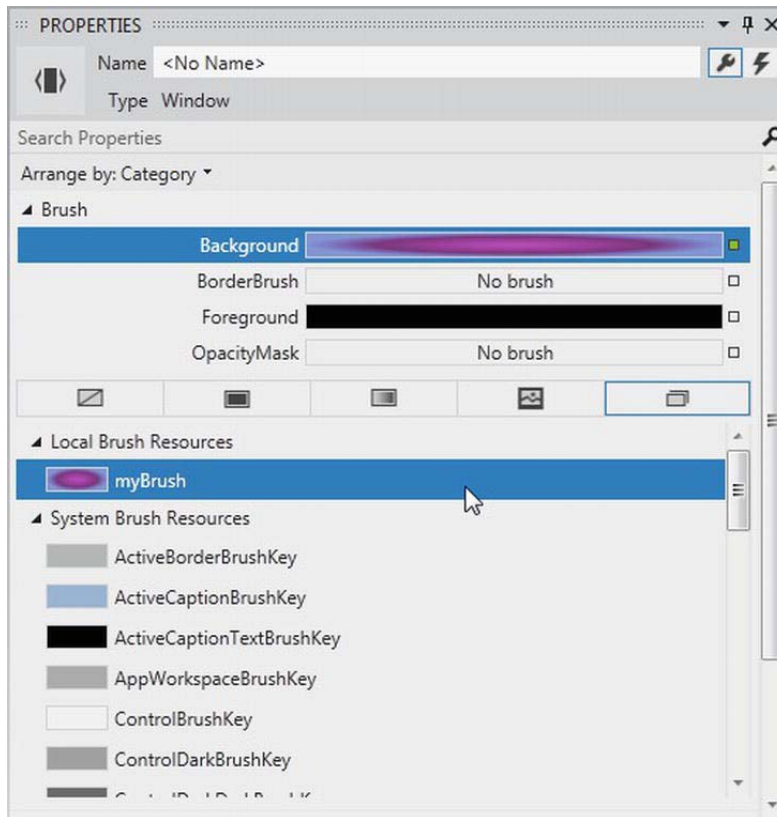 PROPERTIES
Name <No Name>
Type Window
Search Properties
Arrange by: Category
Brush
Background
BorderBrush No brush
Foreground
OpacityMask No brush
Local Brush Resources
myBrush
System Brush Resources
ActiveBorderBrushKey
ActiveCaptionBrushKey
ActiveCaptionTextBrushKey
AppWorkspaceBrushKey
ControlBrushKey
ControlDarkBrushKey